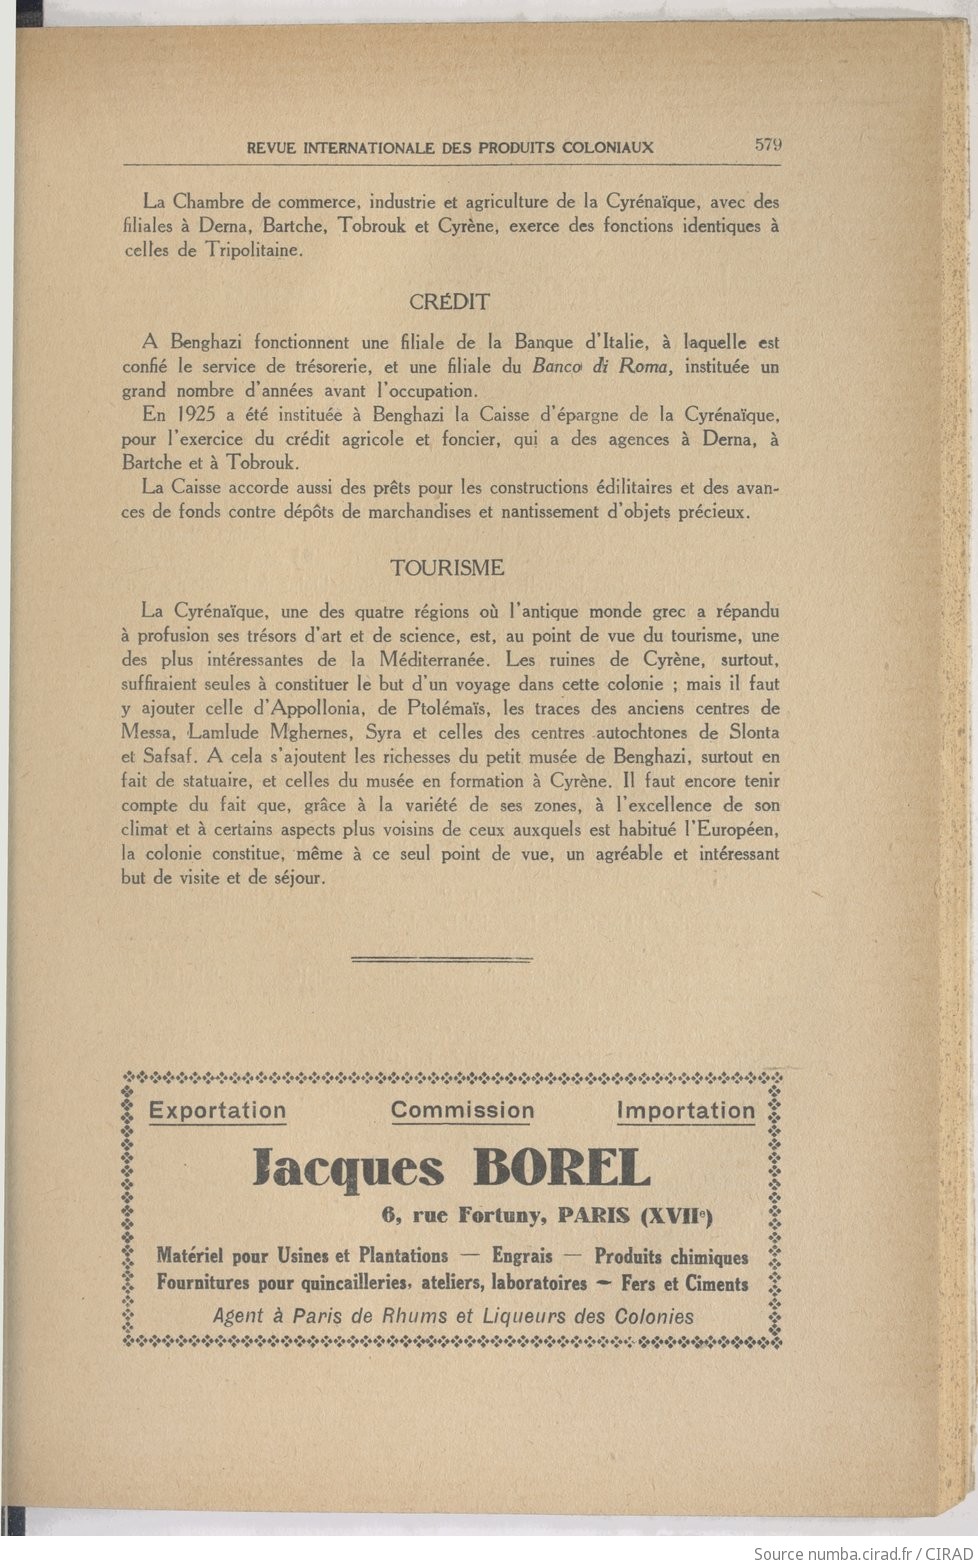 REVUE INTERNATIONALE DES PRODUITS COLONIAUX 579
La Chambre de commerce, industrie et agriculture de la Cyrénaïque, avec des
filiales à Derna, Bartche, Tobrouk et Cyrène, exerce des fonctions identiques à
celles de Tripolitaine.
CRÉDIT
A Benghazi fonctionnent une filiale de la Banque d'Italie, à laquelle est
confié le service de trésorerie, et une filiale du Banco di Roma, instituée un
grand nombre d'années avant l'occupation.
En 1925 a été instituée à Benghazi la Caisse d'épargne de la Cyrénaïque,
pour l'exercice du crédit agricole et foncier, qui a des agences à Derna, à
Bartche et à Tobrouk.
La Caisse accorde aussi des prêts pour les constructions édilitaires et des avan-
ces de fonds contre dépôts de marchandises et nantissement d'objets précieux.
TOURISME
La Cyrénaïque, une des quatre régions où l'antique monde grec a répandu
à profusion ses trésors d'art et de science, est, au point de vue du tourisme, une
des plus intéressantes de la Méditerranée. Les ruines de Cyrène, surtout,
suffiraient seules à constituer le but d'un voyage dans cette colonie ; mais il faut
y ajouter celle d'Appollonia, de Ptolémaïs, les traces des anciens centres de
Messa, Lamlude Mghernes, Syra et celles des centres autochtones de Slonta
et Safsaf. A cela s'ajoutent les richesses du petit musée de Benghazi, surtout en
fait de statuaire, et celles du musée en formation à Cyrène. Il faut encore tenir
compte du fait que, grâce à la variété de ses zones, à l'excellence de son
climat et à certains aspects plus voisins de ceux auxquels est habitué l'Européen,
la colonie constitue, même à ce seul point de vue, un agréable et intéressant
but de visite et de séjour.
Exportation Commission Importation
Jacques BOREL
6, rue Fortuny, PARIS (XVIIe)
Matériel pour Usines et Plantations — Engrais — Produits chimiques
Fournitures pour quincailleries, ateliers, laboratoires — Fers et Ciments
Agent à Paris de Rhums et Liqueurs des Colonies
Source numba.cirad.fr / CIRAD